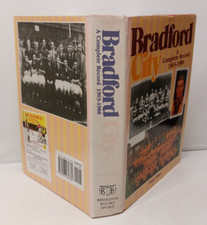 Bradford
City
A Complete Record 1903-1988
BREEDON
BOOKS
SPORT
Bradford
City
A
Complete Record
1903-1988